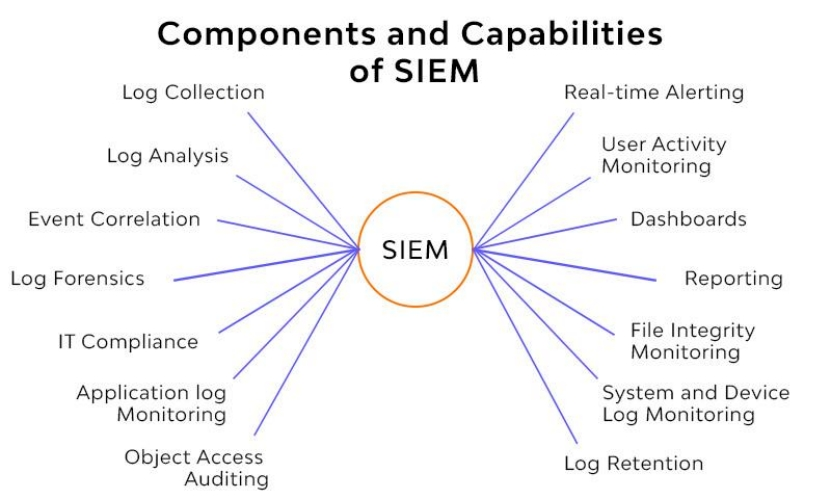 Components and Capabilities
of SIEM
Log Collection
Log Analysis
Event Correlation
Log Forensics
IT Compliance
Application log
Monitoring
Object Access
Auditing
SIEM
Real-time Alerting
User Activity
Monitoring
Dashboards
Reporting
File Integrity
Monitoring
System and Device
Log Monitoring
Log Retention